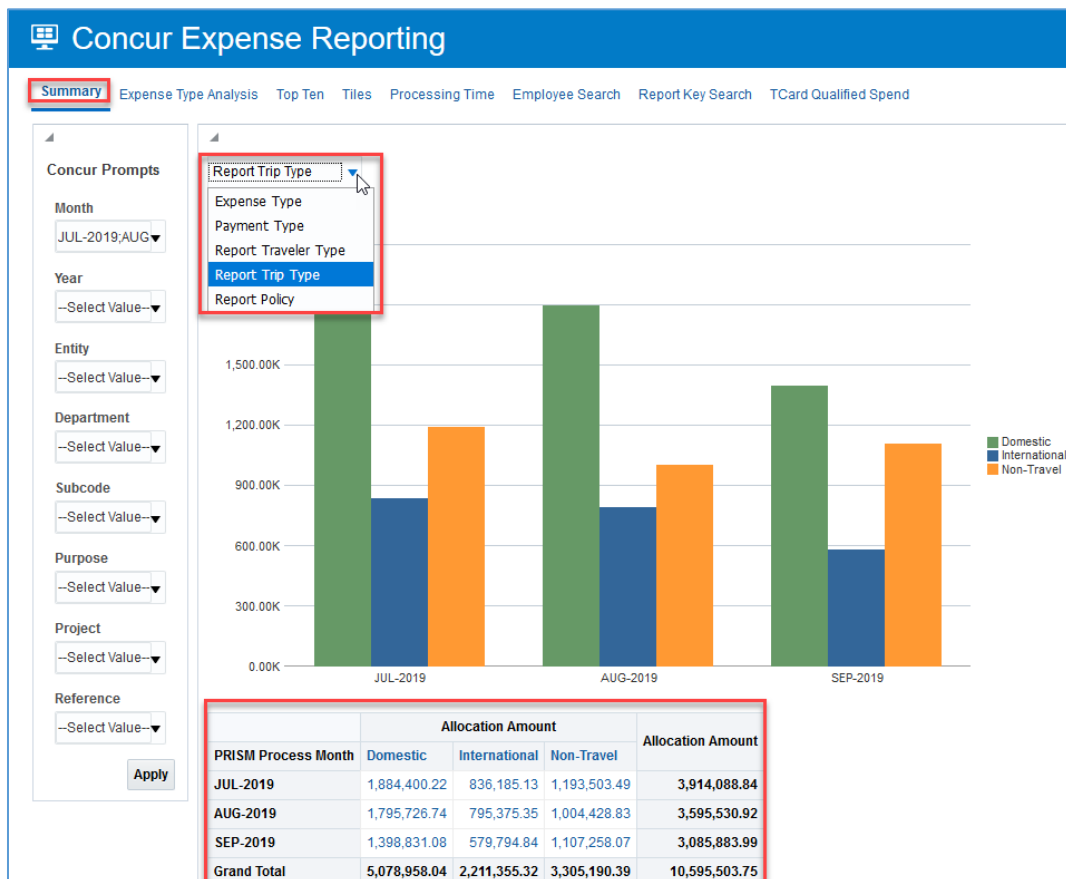 Concur Expense Reporting
Summary Expense Type Analysis Top Ten Tiles Processing Time Employee Search Report Key Search TCard Qualified Spend
Concur Prompts
Month
JUL-2019;AUG
Year
--Select Value--
Entity
--Select Value--
Department
--Select Value--
Subcode
--Select Value--
Purpose
--Select Value--
Project
--Select Value--
Reference
--Select Value--
Apply
Report Trip Type
Expense Type
Payment Type
Report Traveler Type
Report Trip Type
Report Policy
1,500.00K
1,200.00K
900.00K
600.00K
300.00K
0.00K
JUL-2019 AUG-2019 SEP-2019
Domestic
International
Non-Travel
Allocation Amount Allocation Amount
PRISM Process Month Domestic International Non-Travel
JUL-2019 1,884,400.22 836,185.13 1,193,503.49 3,914,088.84
AUG-2019 1,795,726.74 795,375.35 1,004,428.83 3,595,530.92
SEP-2019 1,398,831.08 579,794.84 1,107,258.07 3,085,883.99
Grand Total 5,078,958.04 2,211,355.32 3,305,190.39 10,595,503.75